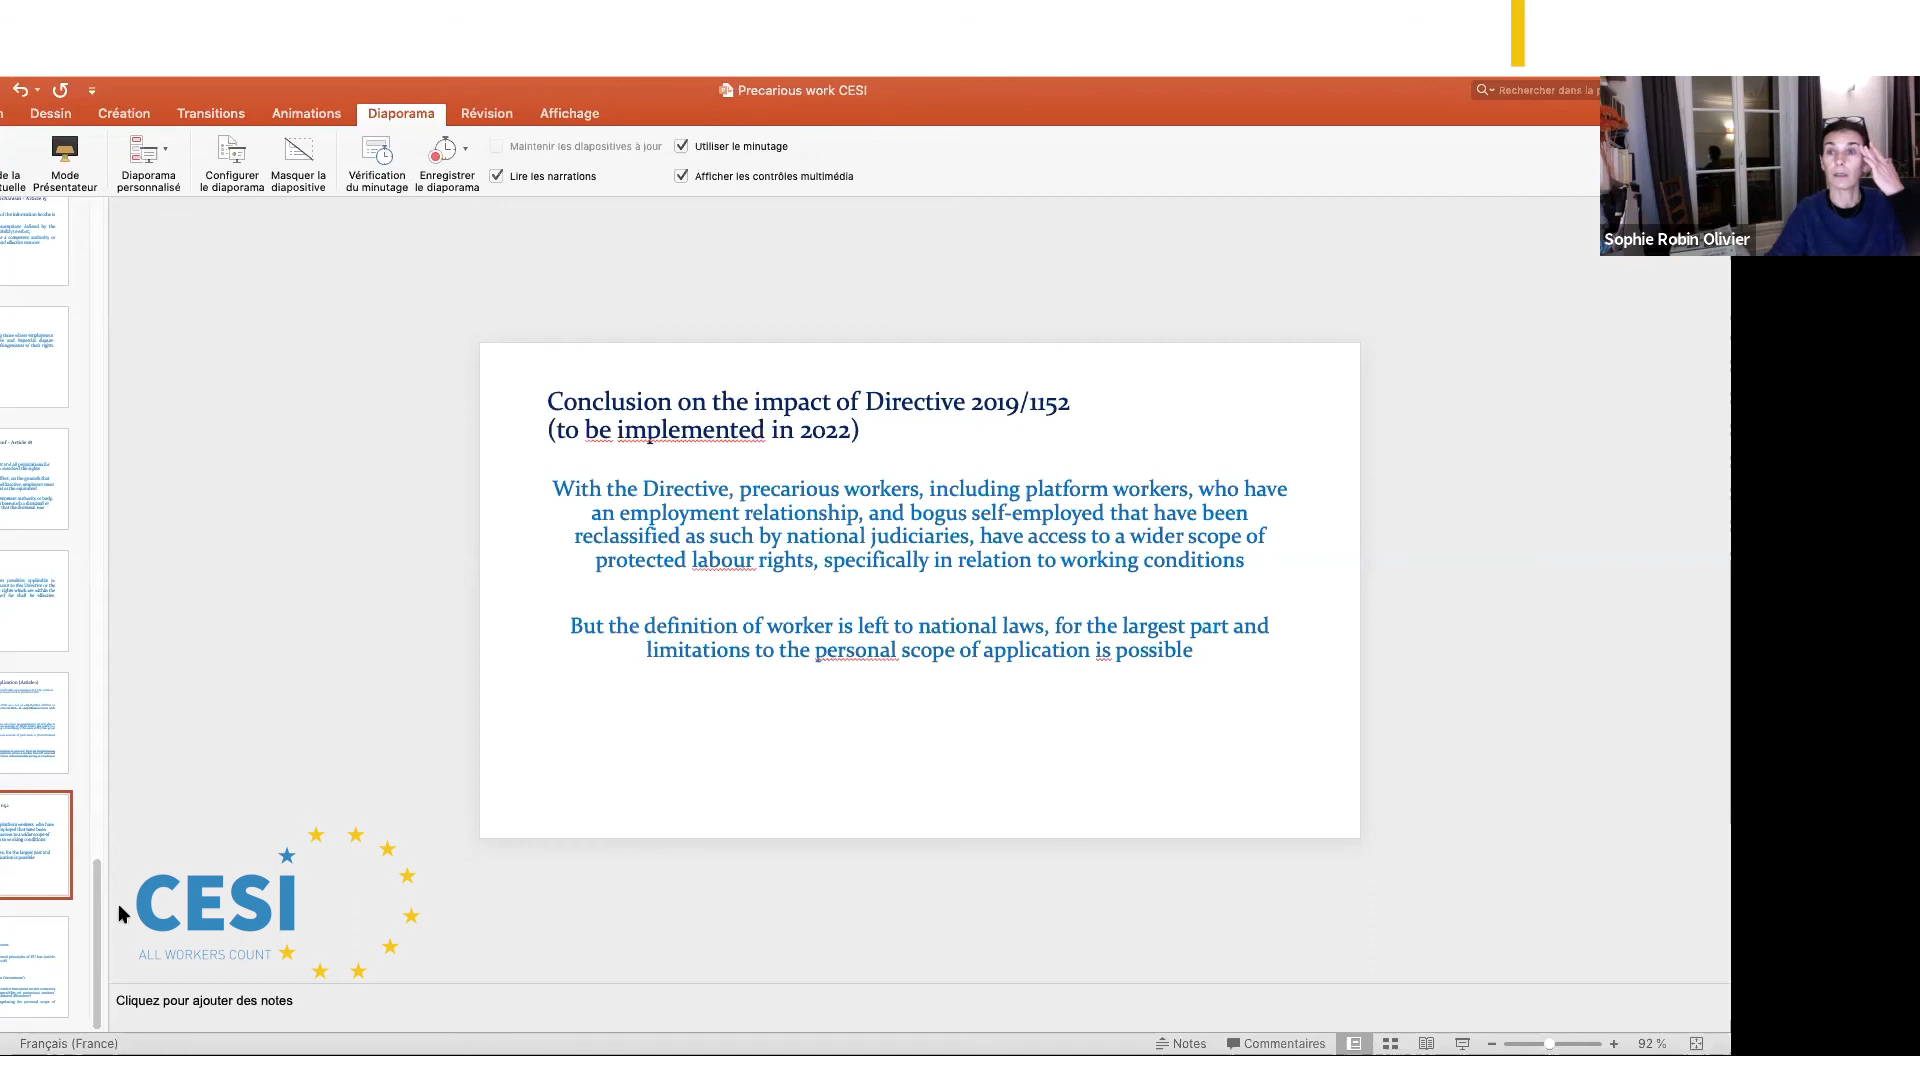 Precarious work CESI
Rechercher dans la
Dessin
Création
Transitions
Animations
Diaporama
Révision
Affichage
de la
Mode
Présentateur
Diaporama
personnalisé
Configurer
le diaporama
Masquer la
diapositive
Vérification
du minutage
Enregistrer
le diaporama
Maintenir les diapositives à jour
Utiliser le minutage
Lire les narrations
Afficher les contrôles multimédia
Sophie Robin Olivier
Conclusion on the impact of Directive 2019/1152
(to be implemented in 2022)
With the Directive, precarious workers, including platform workers, who have
an employment relationship, and bogus self-employed that have been
reclassified as such by national judiciaries, have access to a wider scope of
protected labour rights, specifically in relation to working conditions
But the definition of worker is left to national laws, for the largest part and
limitations to the personal scope of application is possible
CESI
ALL WORKERS COUNT
Cliquez pour ajouter des notes
Français (France)
Notes
Commentaires
92 %